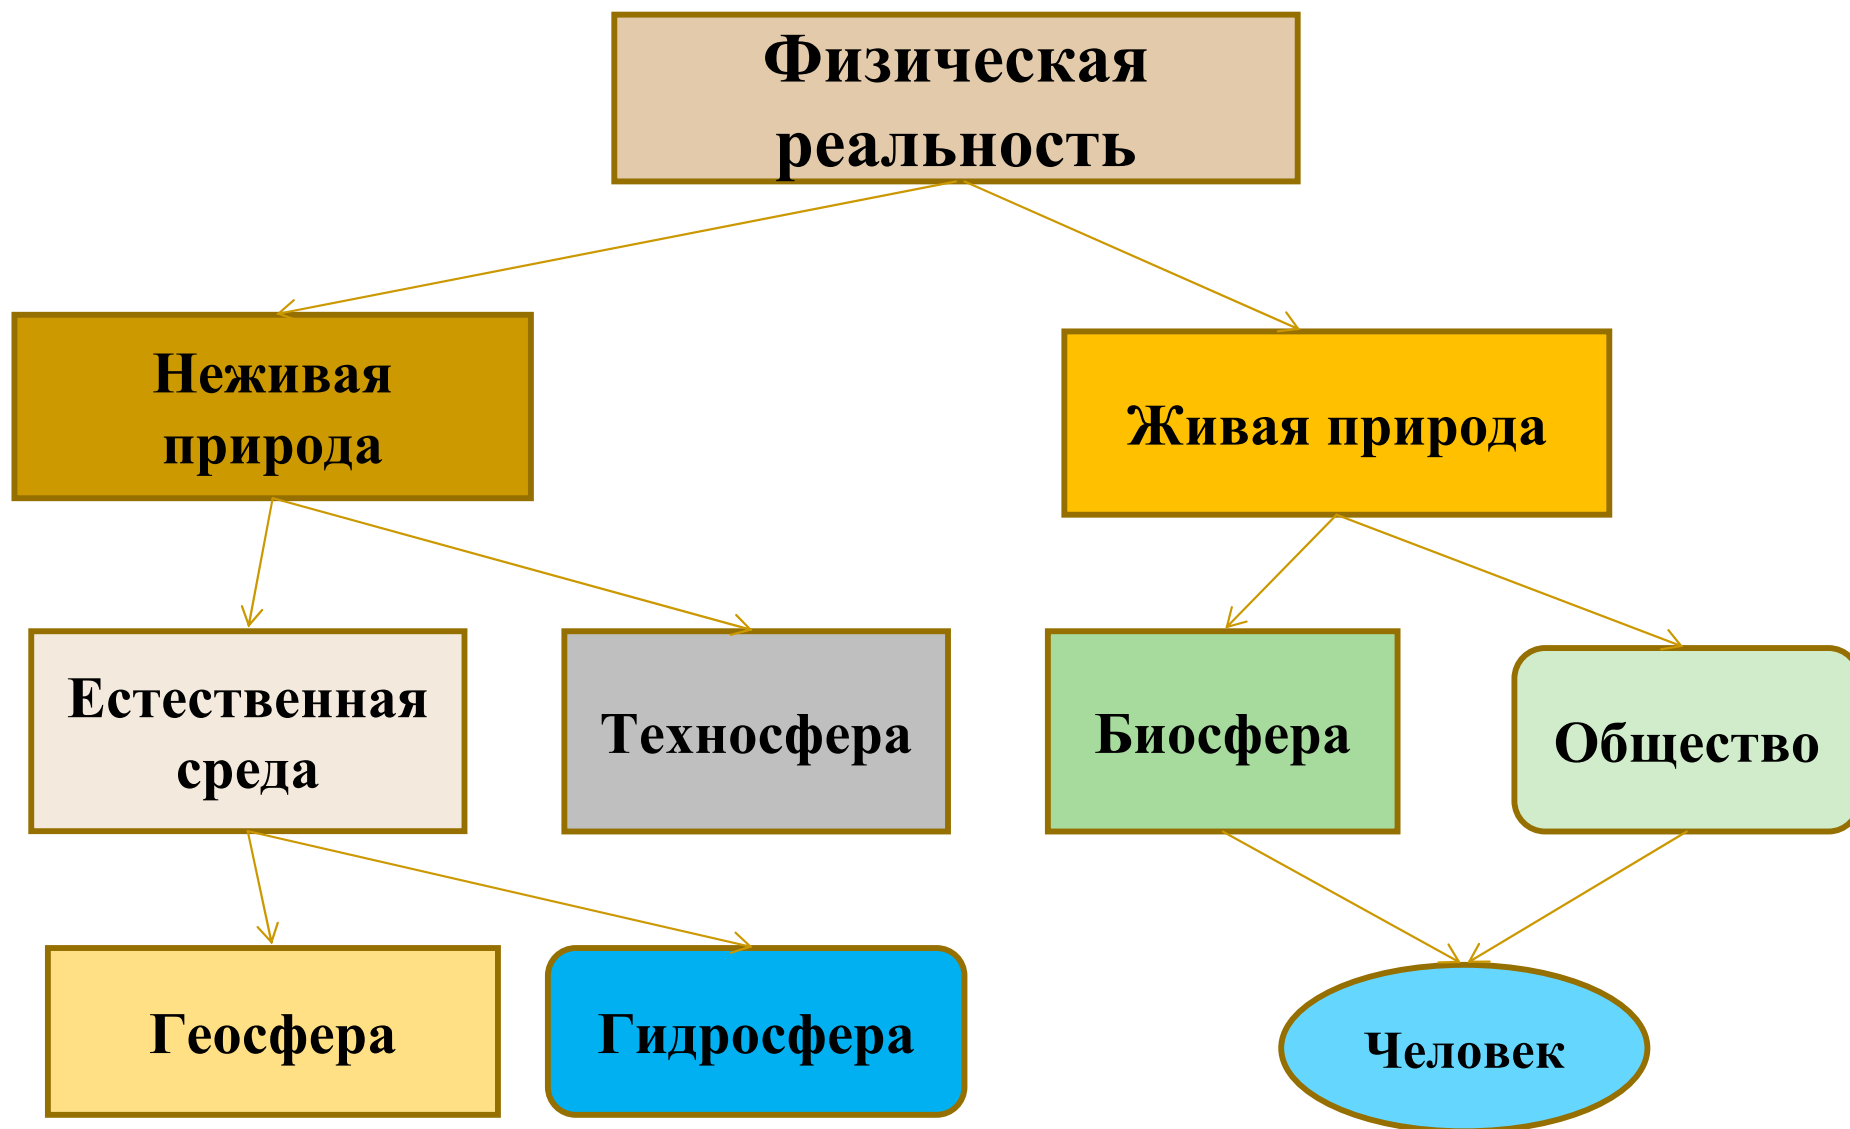 Физическая
реальность
Неживая
природа
Живая природа
Естественная
среда
Техносфера
Биосфера
Общество
Геосфера
Гидросфера
Человек